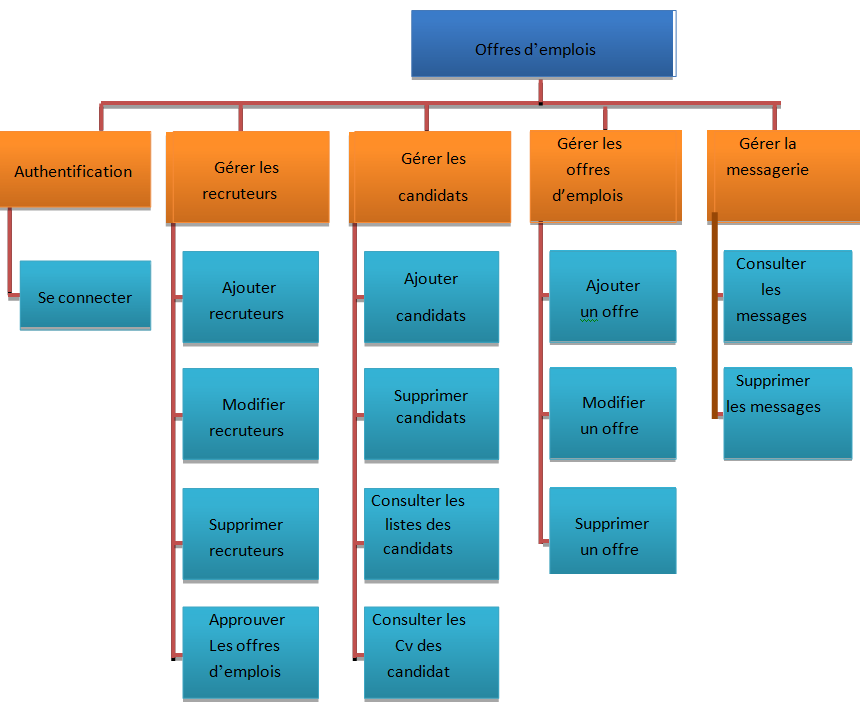 Offres d'emplois
Authentification
Se connecter
Gérer les
recruteurs
Ajouter
recruteurs
Modifier
recruteurs
Supprimer
recruteurs
Approuver
Les offres
d'emplois
Gérer les
candidats
Ajouter
candidats
Supprimer
candidats
Consulter les
listes des
candidats
Consulter les
Cv des
candidat
Gérer les
offres
d'emplois
Ajouter
un offre
Modifier
un offre
Supprimer
un offre
Gérer la
messagerie
Consulter
les
messages
Supprimer
les messages